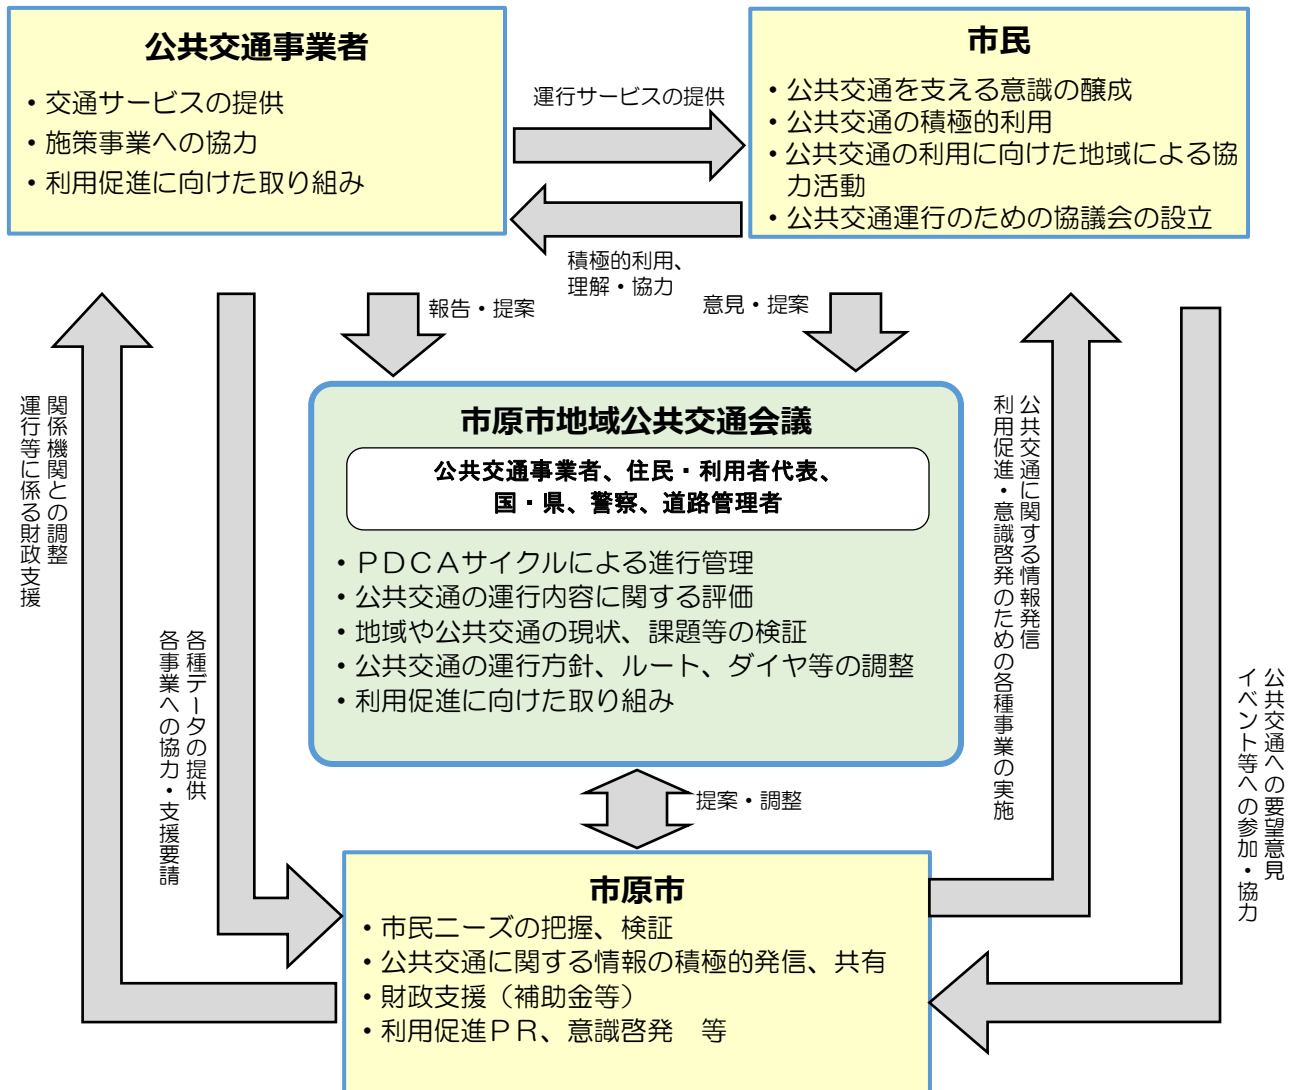 公共交通事業者
・交通サービスの提供
・施策事業への協力
・利用促進に向けた取り組み
運行サービスの提供
市民
・公共交通を支える意識の醸成
・公共交通の積極的利用
・公共交通の利用に向けた地域による協
力活動
・公共交通運行のための協議会の設立
積極的利用、
理解・協力
報告・提案
意見・提案
関係機関との調整
運行等に係る財政支援
各種データの提供
各事業への協力・支援要請
市原市地域公共交通会議
公共交通事業者、住民・利用者代表、
国・県、警察、道路管理者
・ＰＤＣＡサイクルによる進行管理
・公共交通の運行内容に関する評価
・地域や公共交通の現状、課題等の検証
・公共交通の運行方針、ルート、ダイヤ等の調整
・利用促進に向けた取り組み
公共交通に関する情報発信
利用促進・意識啓発のための各種事業の実施
公共交通への要望意見
イベント等への参加・協力
提案・調整
市原市
・市民ニーズの把握、検証
・公共交通に関する情報の積極的発信、共有
・財政支援（補助金等）
・利用促進ＰＲ、意識啓発　等